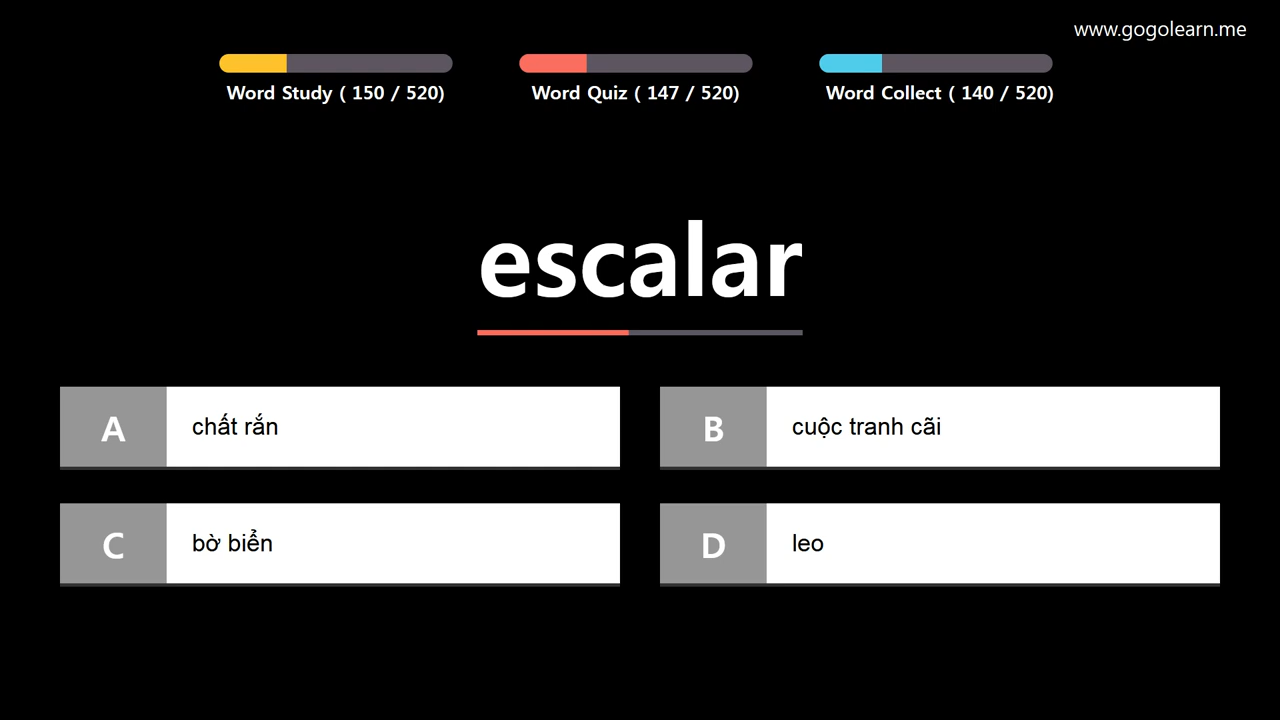 www.gogolearn.me
Word Study ( 150 / 520)
Word Quiz ( 147 / 520)
Word Collect ( 140 / 520)
escalar
A chất rắn
B cuộc tranh cãi
C bờ biển
D leo